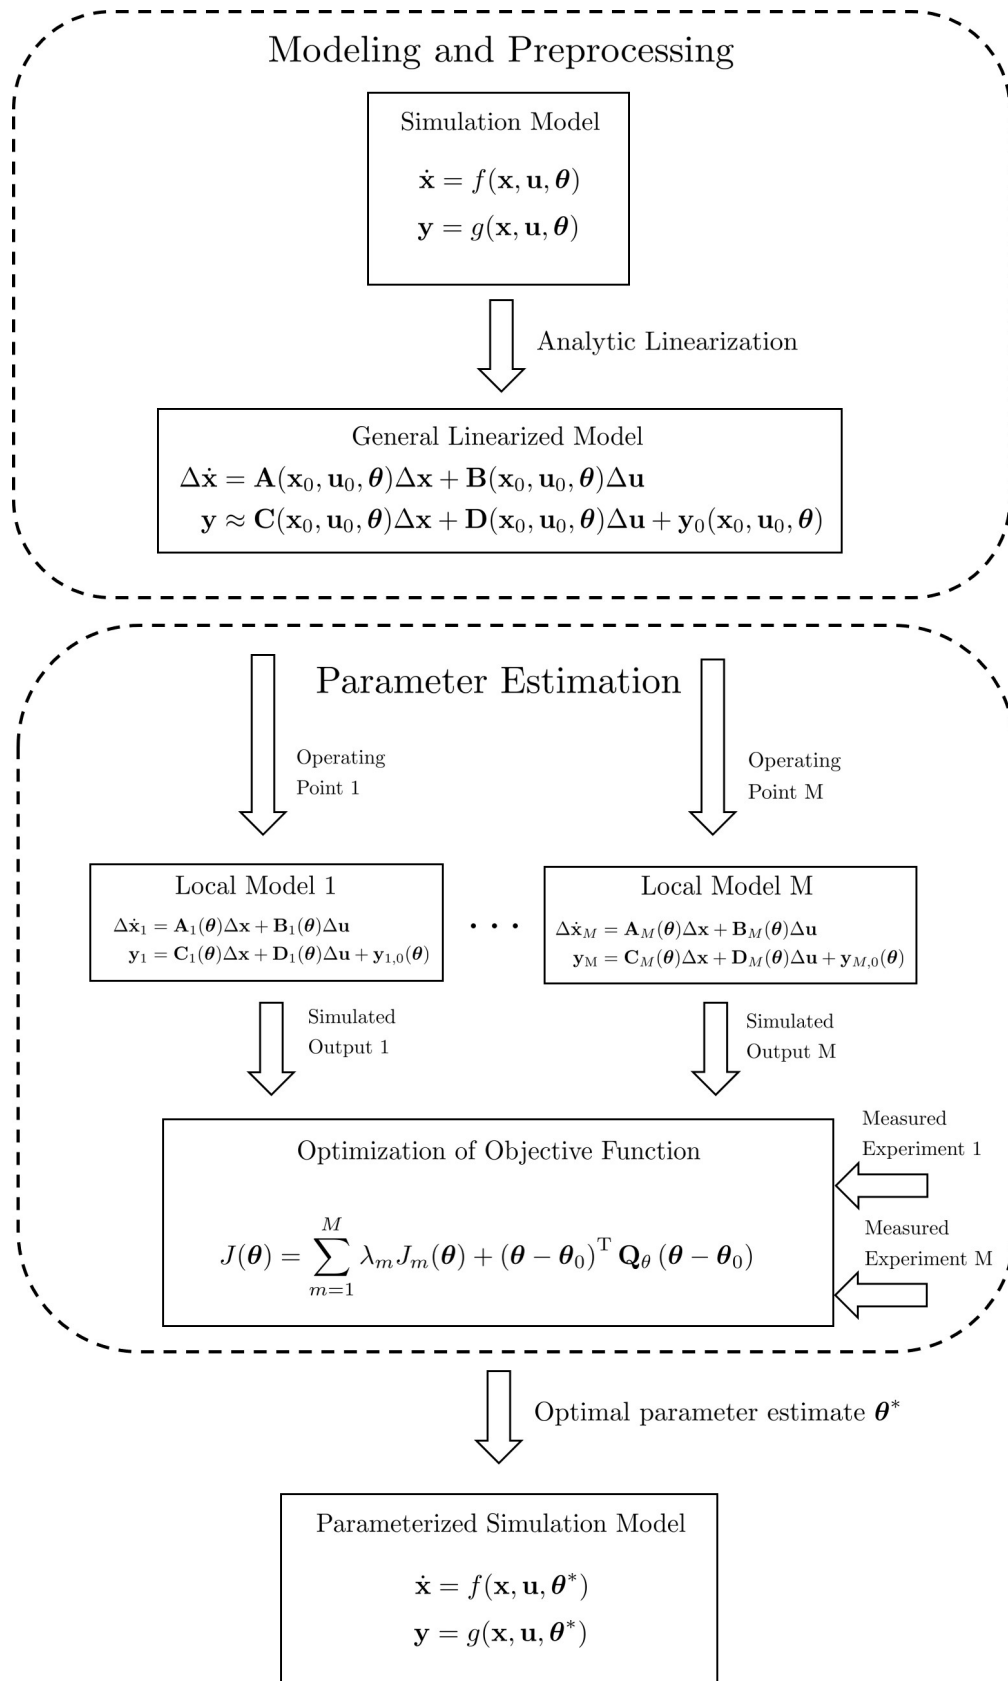 Modeling and Preprocessing
Simulation Model
ẋ = f(x, u, θ)
y = g(x, u, θ)
Analytic Linearization
General Linearized Model
Δẋ = A(x₀, u₀, θ)Δx + B(x₀, u₀, θ)Δu
y ≈ C(x₀, u₀, θ)Δx + D(x₀, u₀, θ)Δu + y₀(x₀, u₀, θ)
Parameter Estimation
Operating
Point 1
Operating
Point M
Local Model 1
Δẋ₁ = A₁(θ)Δx + B₁(θ)Δu
y₁ = C₁(θ)Δx + D₁(θ)Δu + y₁,₀(θ)
· · ·
Local Model M
Δẋ_M = A_M(θ)Δx + B_M(θ)Δu
y_M = C_M(θ)Δx + D_M(θ)Δu + y_{M,0}(θ)
Simulated
Output 1
Simulated
Output M
Measured
Experiment 1
Optimization of Objective Function
J(θ) = ∑_{m=1}^{M} λ_m J_m(θ) + (θ − θ₀)^T Q_θ (θ − θ₀)
Measured
Experiment M
Optimal parameter estimate θ*
Parameterized Simulation Model
ẋ = f(x, u, θ*)
y = g(x, u, θ*)